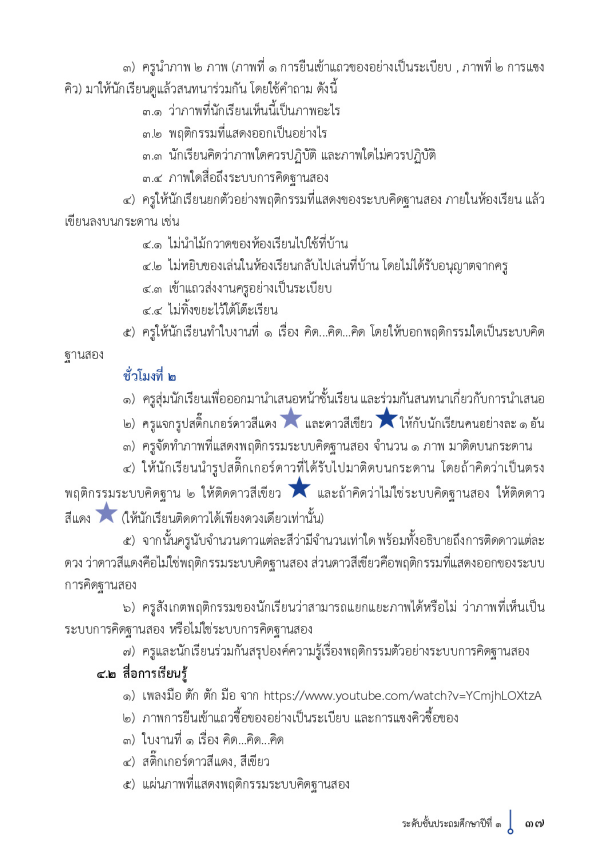 ๓) ครูนำภาพ ๒ ภาพ (ภาพที่ ๑ การยืนเข้าแถวของอย่างเป็นระเบียบ , ภาพที่ ๒ การแซง
คิว) มาให้นักเรียนดูแล้วสนทนาร่วมกัน โดยใช้คำถาม ดังนี้
๓.๑ ว่าภาพที่นักเรียนเห็นนี้เป็นภาพอะไร
๓.๒ พฤติกรรมที่แสดงออกเป็นอย่างไร
๓.๓ นักเรียนคิดว่าภาพใดควรปฏิบัติ และภาพใดไม่ควรปฏิบัติ
๓.๔ ภาพใดสื่อถึงระบบการคิดฐานสอง
๔) ครูให้นักเรียนยกตัวอย่างพฤติกรรมที่แสดงของระบบคิดฐานสอง ภายในห้องเรียน แล้ว
เขียนลงบนกระดาน เช่น
๔.๑ ไม่นำไม้กวาดของห้องเรียนไปใช้ที่บ้าน
๔.๒ ไม่หยิบของเล่นในห้องเรียนกลับไปเล่นที่บ้าน โดยไม่ได้รับอนุญาตจากครู
๔.๓ เข้าแถวส่งงานครูอย่างเป็นระเบียบ
๔.๔ ไม่ทิ้งขยะไว้ใต้โต๊ะเรียน
๕) ครูให้นักเรียนทำใบงานที่ ๑ เรื่อง คิด...คิด...คิด โดยให้บอกพฤติกรรมใดเป็นระบบคิด
ฐานสอง
ชั่วโมงที่ ๒
๑) ครูสุ่มนักเรียนเพื่อออกมานำเสนอหน้าชั้นเรียน และร่วมกันสนทนาเกี่ยวกับการนำเสนอ
๒) ครูแจกรูปสติ๊กเกอร์ดาวสีแดง และดาวสีเขียว ให้กับนักเรียนคนอย่างละ ๑ อัน
๓) ครูจัดทำภาพที่แสดงพฤติกรรมระบบคิดฐานสอง จำนวน ๑ ภาพ มาติดบนกระดาน
๔) ให้นักเรียนนำรูปสติ๊กเกอร์ดาวที่ได้รับไปมาติดบนกระดาน โดยถ้าคิดว่าเป็นตรง
พฤติกรรมระบบคิดฐาน ๒ ให้ติดดาวสีเขียว และถ้าคิดว่าไม่ใช่ระบบคิดฐานสอง ให้ติดดาว
สีแดง (ให้นักเรียนติดดาวได้เพียงดวงเดียวเท่านั้น)
๕) จากนั้นครูนับจำนวนดาวแต่ละสีว่ามีจำนวนเท่าใด พร้อมทั้งอธิบายถึงการติดดาวแต่ละ
ดวง ว่าดาวสีแดงคือไม่ใช่พฤติกรรมระบบคิดฐานสอง ส่วนดาวสีเขียวคือพฤติกรรมที่แสดงออกของระบบ
การคิดฐานสอง
๖) ครูสังเกตพฤติกรรมของนักเรียนว่าสามารถแยกแยะภาพได้หรือไม่ ว่าภาพที่เห็นเป็น
ระบบการคิดฐานสอง หรือไม่ใช่ระบบการคิดฐานสอง
๗) ครูและนักเรียนร่วมกันสรุปองค์ความรู้เรื่องพฤติกรรมตัวอย่างระบบการคิดฐานสอง
๔.๒ สื่อการเรียนรู้
๑) เพลงมือ ตัก ตัก มือ จาก https://www.youtube.com/watch?v=YCmjhLOXtzA
๒) ภาพการยืนเข้าแถวซื้อของอย่างเป็นระเบียบ และการแซงคิวซื้อของ
๓) ใบงานที่ ๑ เรื่อง คิด...คิด...คิด
๔) สติ๊กเกอร์ดาวสีแดง, สีเขียว
๕) แผ่นภาพที่แสดงพฤติกรรมระบบคิดฐานสอง
ระดับชั้นประถมศึกษาปีที่ ๑ ๓๗